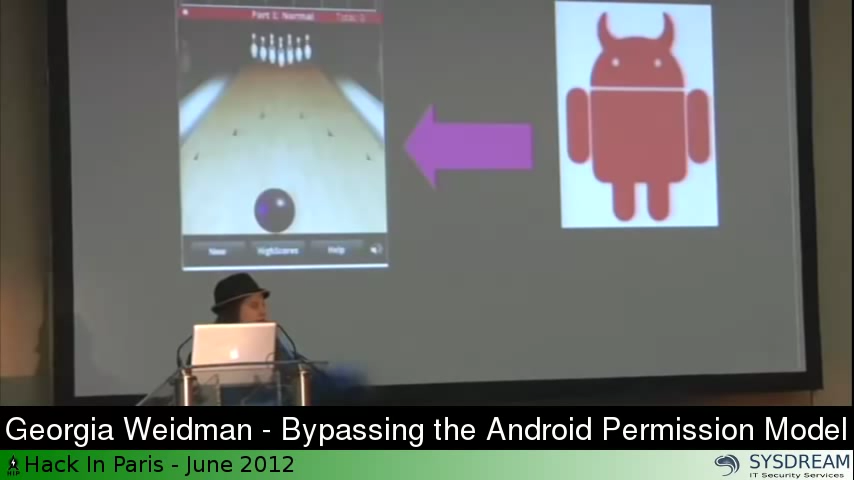 Part I: Normal
New HighScores Help
Georgia Weidman - Bypassing the Android Permission Model
HIP
Hack In Paris - June 2012
SYSDREAM
IT Security Services